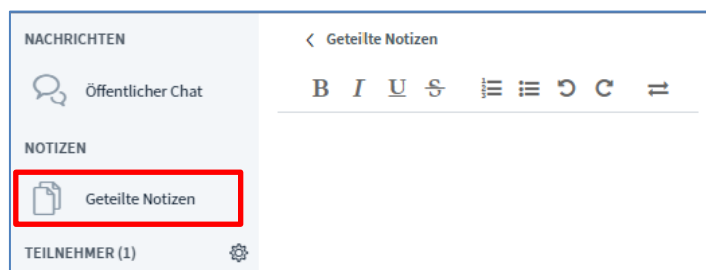 NACHRICHTEN
Öffentlicher Chat
NOTIZEN
Geteilte Notizen
TEILNEHMER (1)
Geteilte Notizen
B I U S